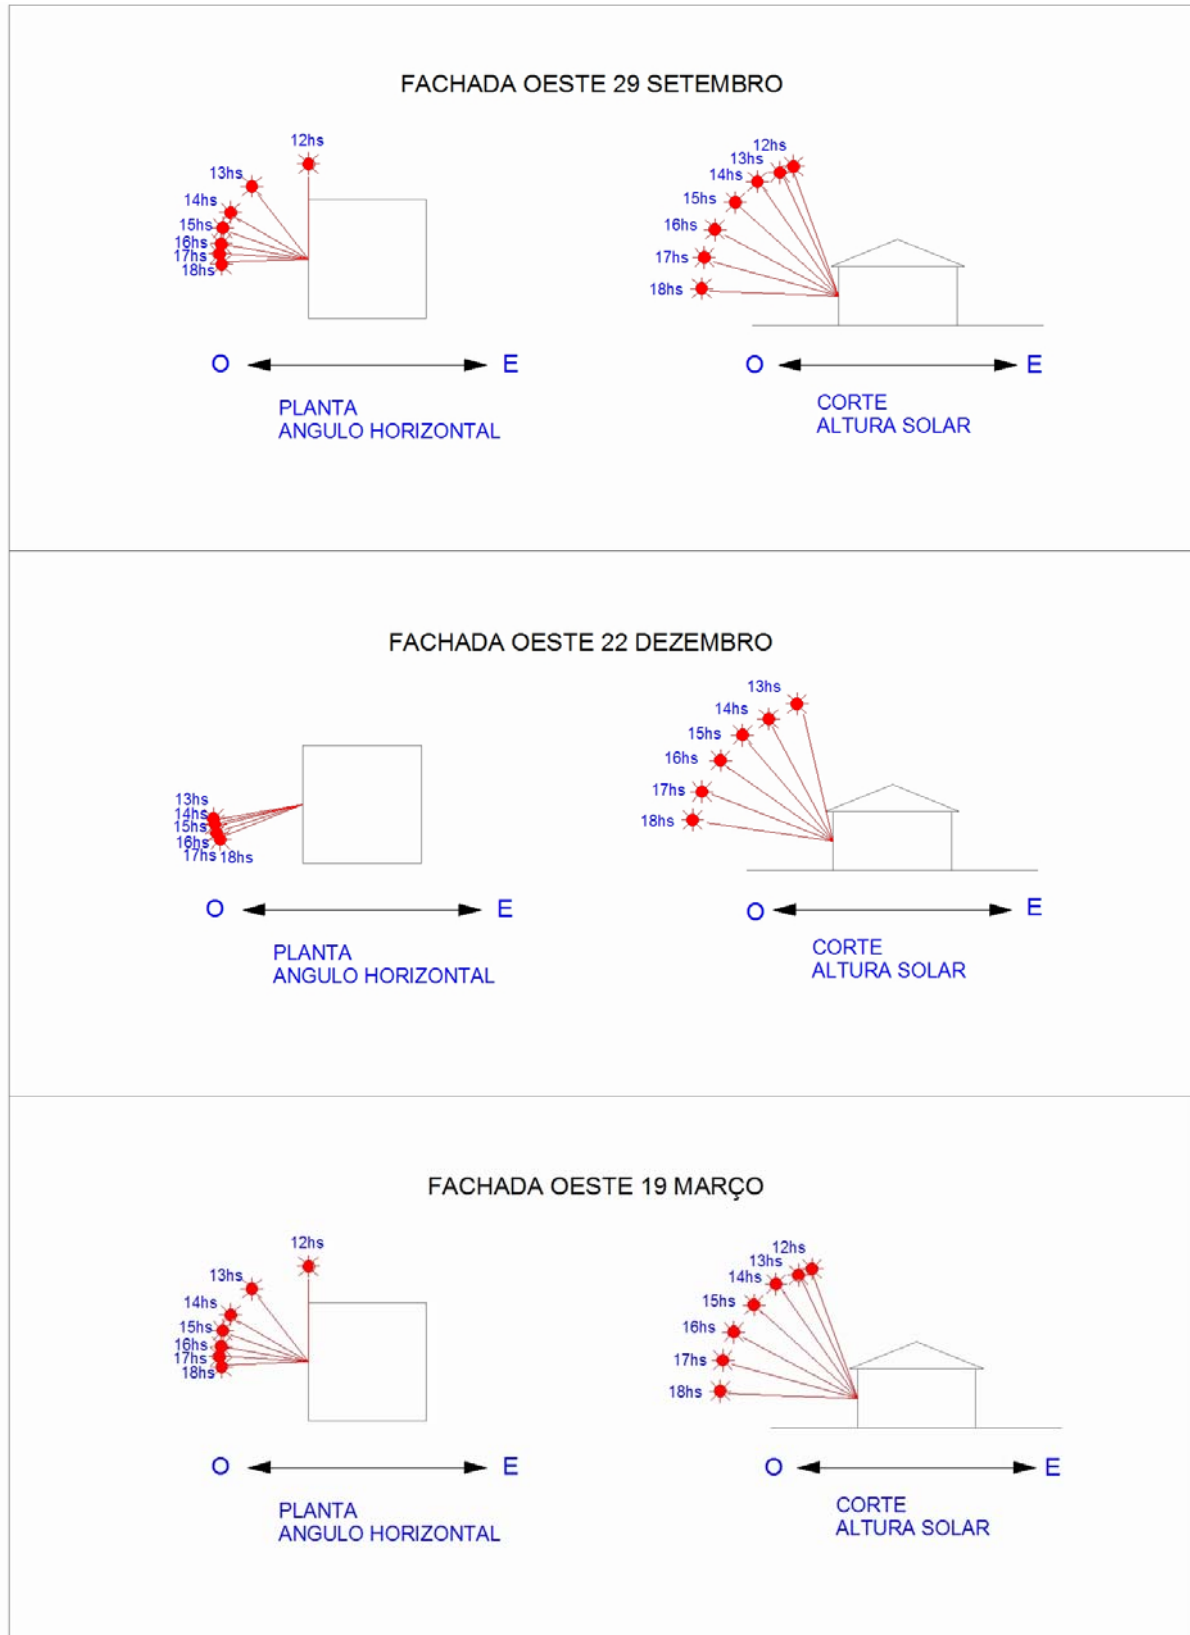 FACHADA OESTE 29 SETEMBRO
12hs
13hs
14hs
15hs
16hs
17hs
18hs
O E
PLANTA
ANGULO HORIZONTAL
12hs
13hs
14hs
15hs
16hs
17hs
18hs
O E
CORTE
ALTURA SOLAR
FACHADA OESTE 22 DEZEMBRO
13hs
14hs
15hs
16hs
17hs 18hs
O E
PLANTA
ANGULO HORIZONTAL
13hs
14hs
15hs
16hs
17hs
18hs
O E
CORTE
ALTURA SOLAR
FACHADA OESTE 19 MARÇO
12hs
13hs
14hs
15hs
16hs
17hs
18hs
O E
PLANTA
ANGULO HORIZONTAL
12hs
13hs
14hs
15hs
16hs
17hs
18hs
O E
CORTE
ALTURA SOLAR